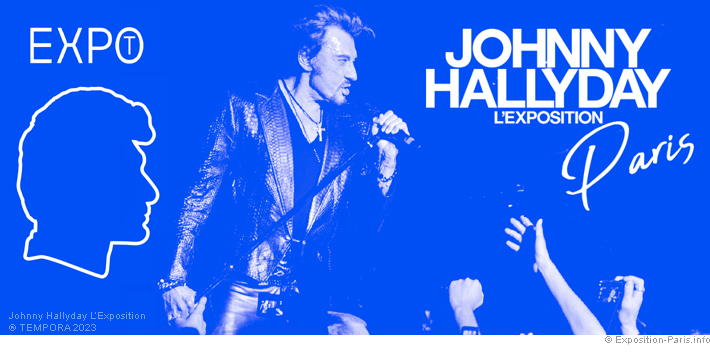 EXPO
T
JOHNNY
HALLYDAY
L'EXPOSITION
Paris
Johnny Hallyday L'Exposition
® TEMPORA 2023
© Exposition-Paris.info